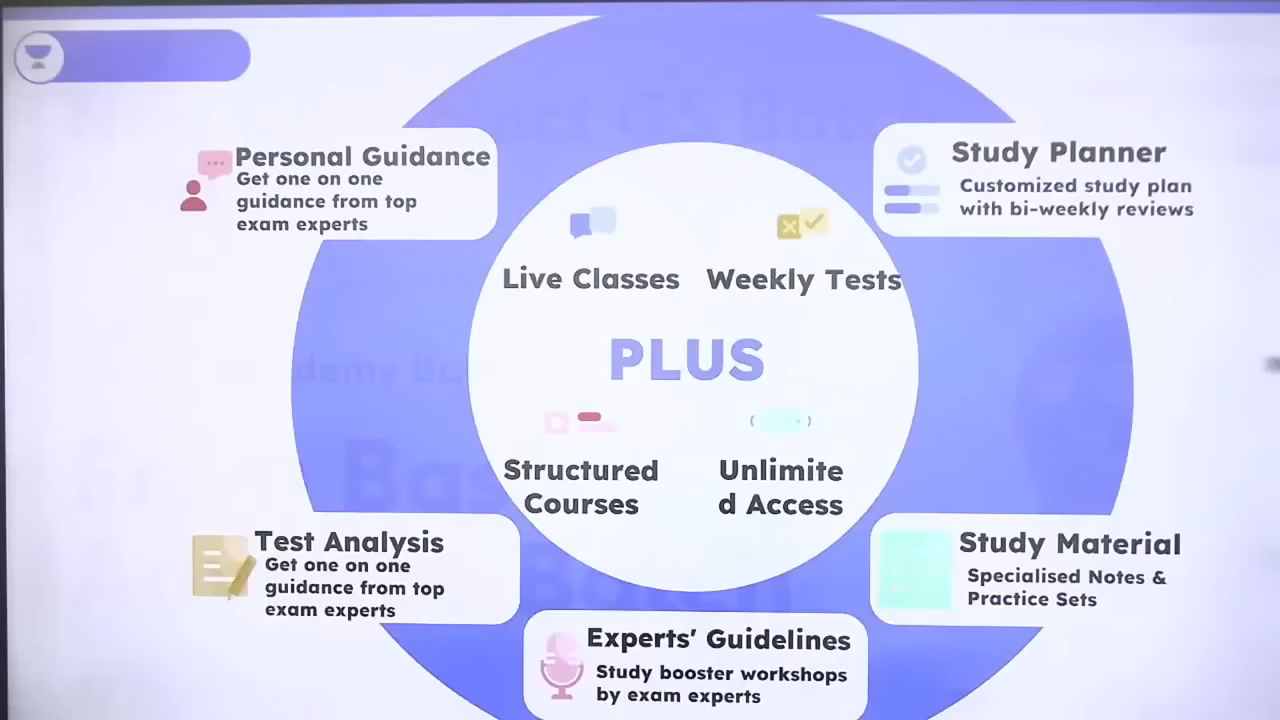 Personal Guidance
Get one on one
guidance from top
exam experts
Study Planner
Customized study plan
with bi-weekly reviews
Live Classes
Weekly Tests
PLUS
Structured
Courses
Unlimite
d Access
Test Analysis
Get one on one
guidance from top
exam experts
Study Material
Specialised Notes &
Practice Sets
Experts' Guidelines
Study booster workshops
by exam experts